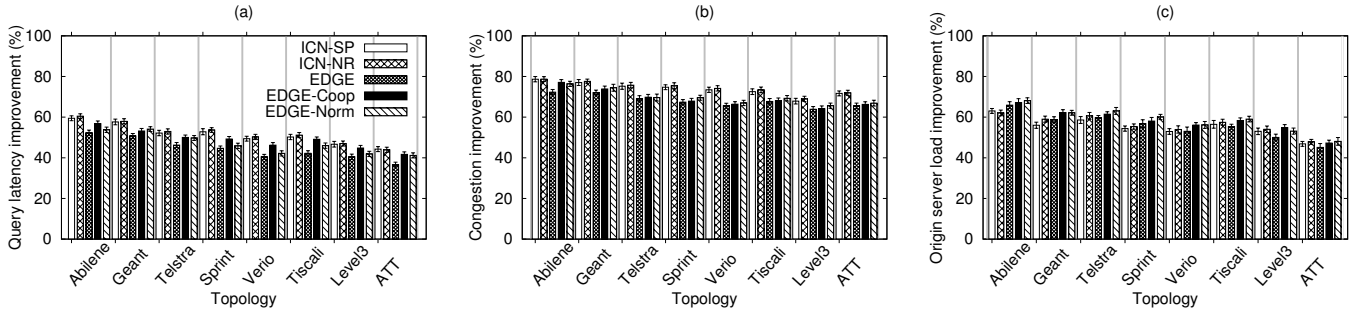 (a)
Query latency improvement (%)
100
80
60
40
20
0
ICN-SP
ICN-NR
EDGE
EDGE-Coop
EDGE-Norm
Abilene
Geant
Telstra
Sprint
Verio
Tiscali
Level3
ATT
Topology
(b)
Congestion improvement (%)
100
80
60
40
20
0
Abilene
Geant
Telstra
Sprint
Verio
Tiscali
Level3
ATT
Topology
(c)
Origin server load improvement (%)
100
80
60
40
20
0
Abilene
Geant
Telstra
Sprint
Verio
Tiscali
Level3
ATT
Topology